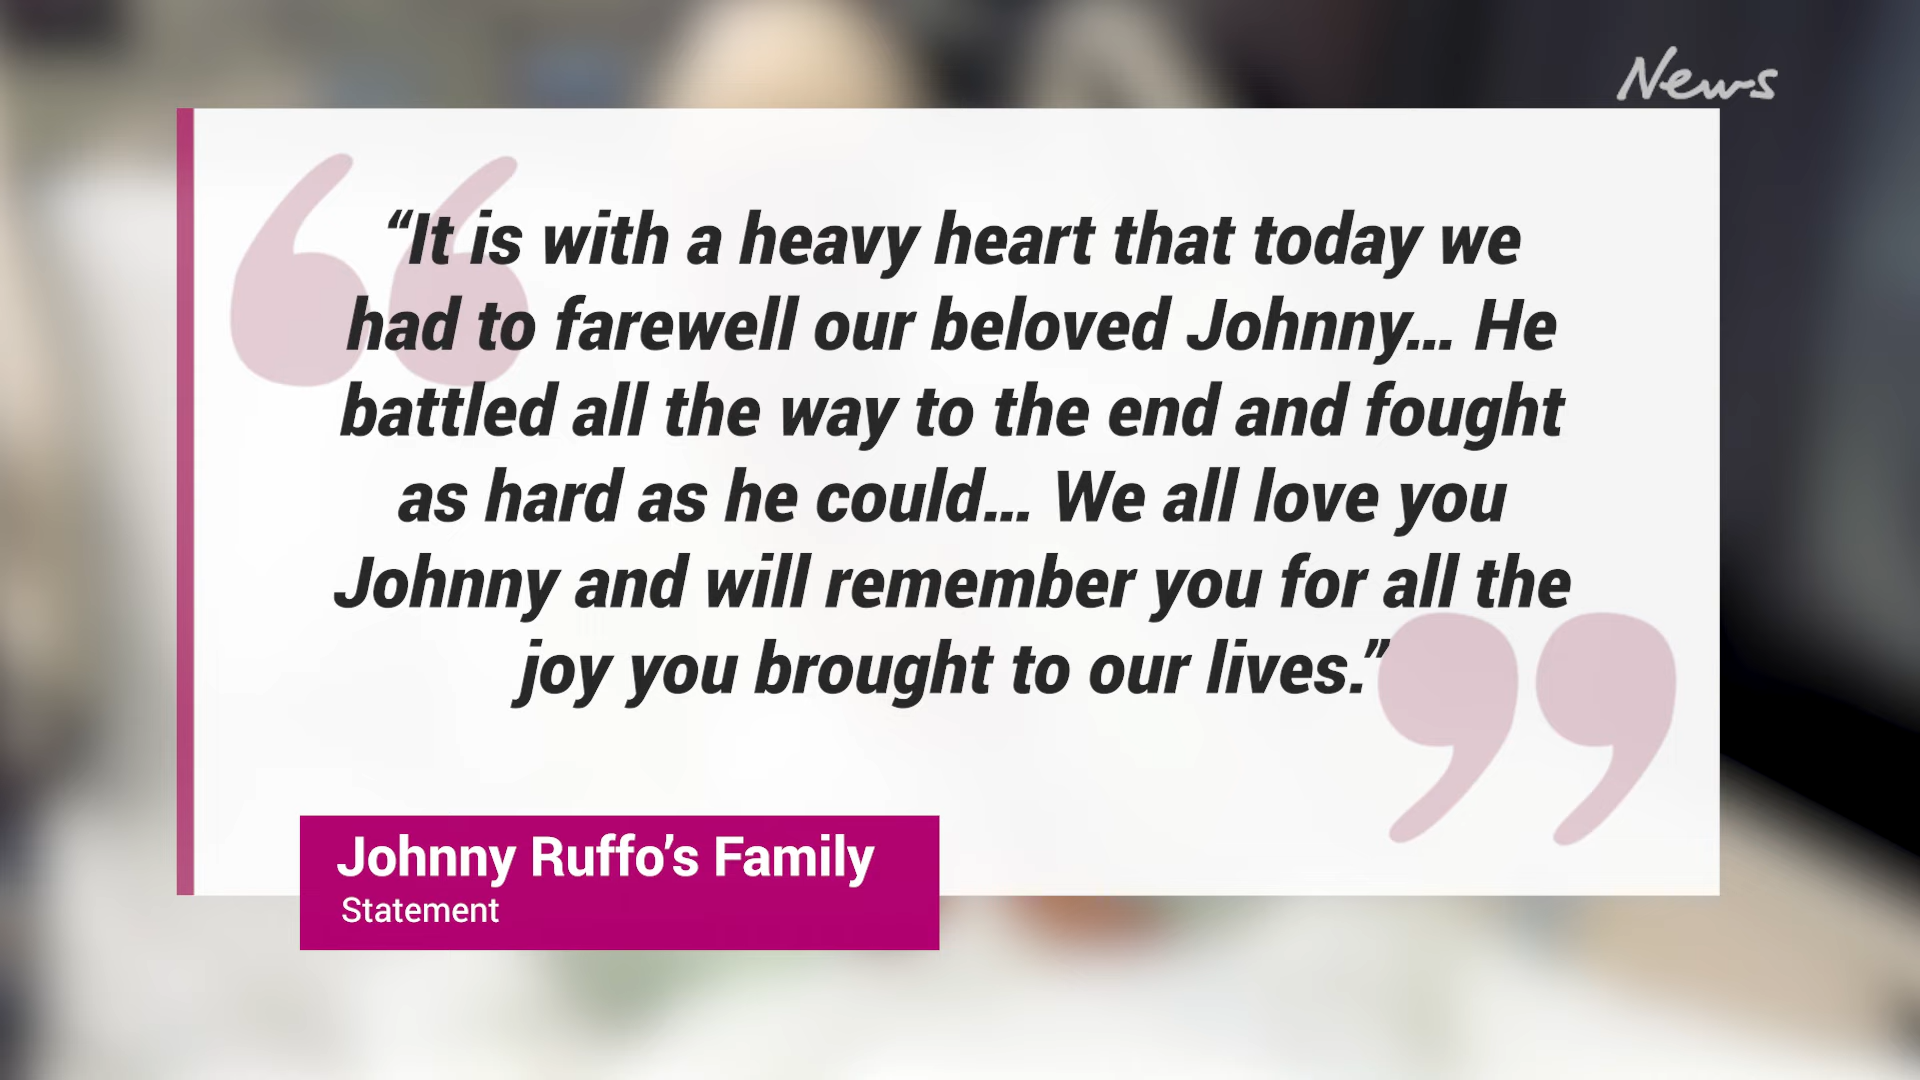 News
“It is with a heavy heart that today we
had to farewell our beloved Johnny... He
battled all the way to the end and fought
as hard as he could... We all love you
Johnny and will remember you for all the
joy you brought to our lives.”
Johnny Ruffo’s Family
Statement